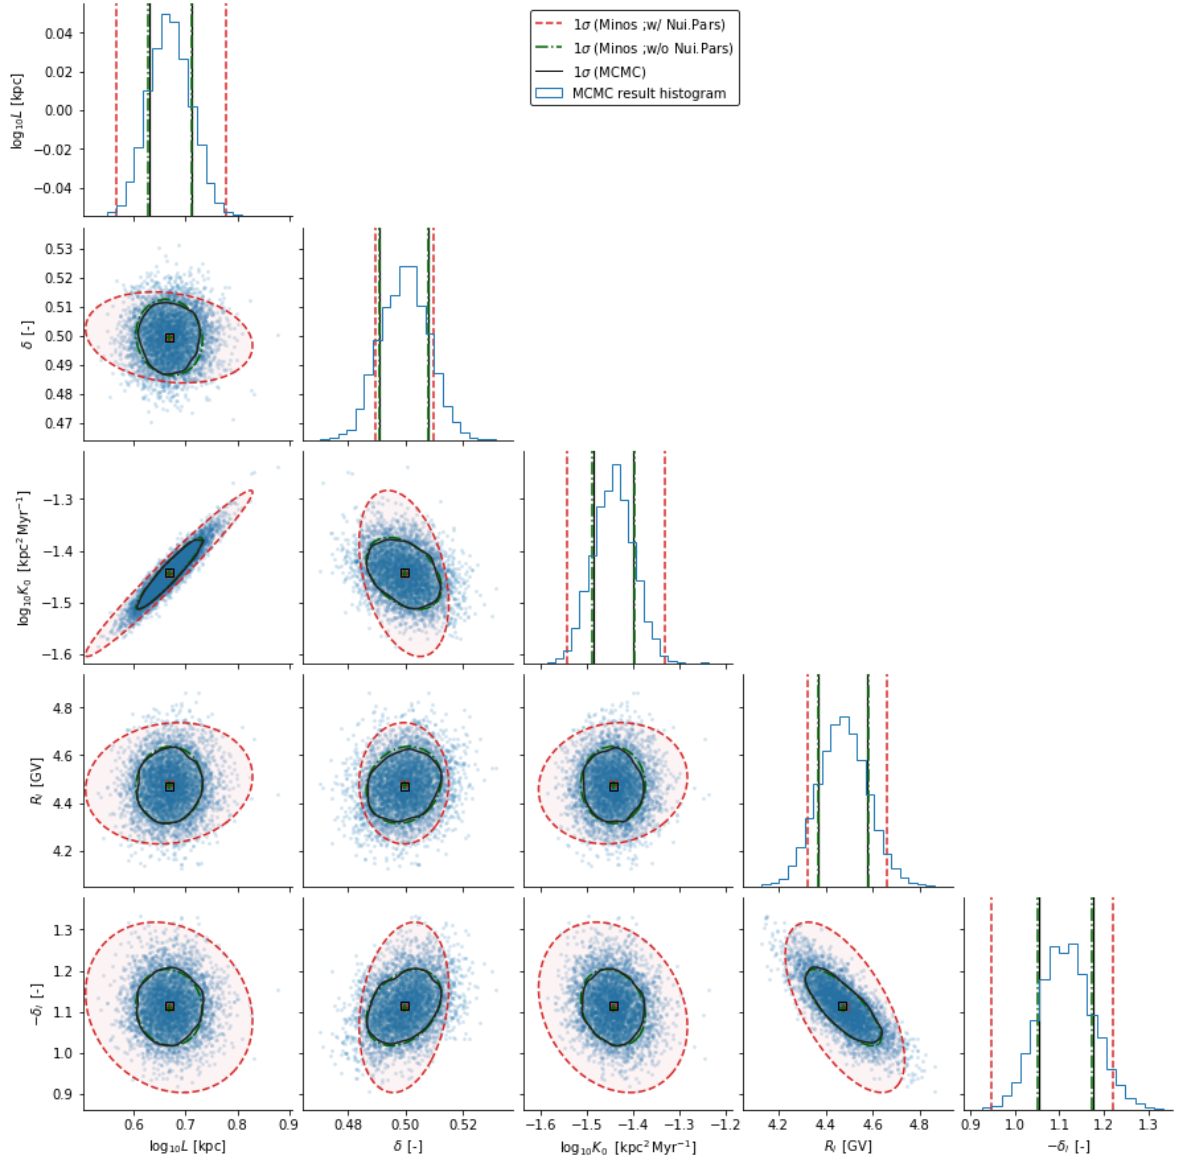 1σ (Minos ;w/ Nui.Pars)
1σ (Minos ;w/o Nui.Pars)
1σ (MCMC)
MCMC result histogram
log₁₀L [kpc]
0.04
0.02
0.00
−0.02
−0.04
δ [-]
0.53
0.52
0.51
0.50
0.49
0.48
0.47
log₁₀K₀ [kpc² Myr⁻¹]
−1.3
−1.4
−1.5
−1.6
Rₗ [GV]
4.8
4.6
4.4
4.2
−δₗ [-]
1.3
1.2
1.1
1.0
0.9
0.6 0.7 0.8 0.9
log₁₀L [kpc]
0.48 0.50 0.52
δ [-]
−1.6 −1.5 −1.4 −1.3 −1.2
log₁₀K₀ [kpc² Myr⁻¹]
4.2 4.4 4.6 4.8
Rₗ [GV]
1.0 1.1 1.2 1.3
−δₗ [-]